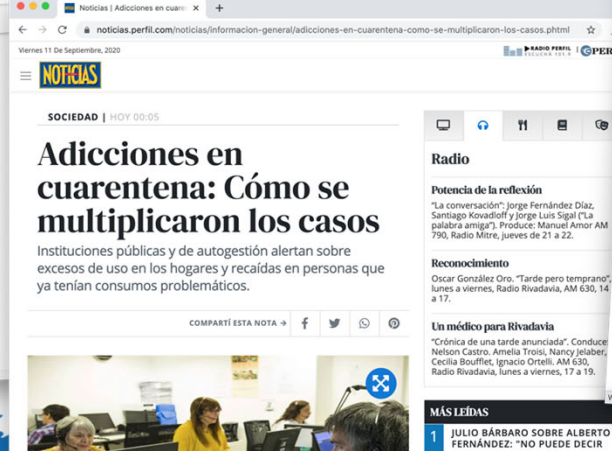 Noticias | Adicciones en cuare
noticias.perfil.com/noticias/informacion-general/adicciones-en-cuarentena-como-se-multiplicaron-los-casos.phtml
Viernes 11 De Septiembre, 2020
RADIO PERFIL
ESCUCHÁ 101.9
PER
NOTICIAS
SOCIEDAD | HOY 00:05
Adicciones en
cuarentena: Cómo se
multiplicaron los casos
Instituciones públicas y de autogestión alertan sobre
excesos de uso en los hogares y recaídas en personas que
ya tenían consumos problemáticos.
COMPARTÍ ESTA NOTA
Radio
Potencia de la reflexión
"La conversación": Jorge Fernández Díaz,
Santiago Kovadloff y Jorge Luis Sigal ("La
palabra amiga"). Produce: Manuel Amor AM
790, Radio Mitre, jueves de 21 a 22.
Reconocimiento
Oscar González Oro. "Tarde pero temprano",
lunes a viernes, Radio Rivadavia, AM 630, 14
a 17.
Un médico para Rivadavia
"Crónica de una tarde anunciada". Conduce:
Nelson Castro. Amelia Troisi, Nancy Jelaber,
Cecilia Boufflet, Ignacio Ortelli. AM 630,
Radio Rivadavia, lunes a viernes, 17 a 19.
MÁS LEÍDAS
1 JULIO BÁRBARO SOBRE ALBERTO
FERNÁNDEZ: "NO PUEDE DECIR